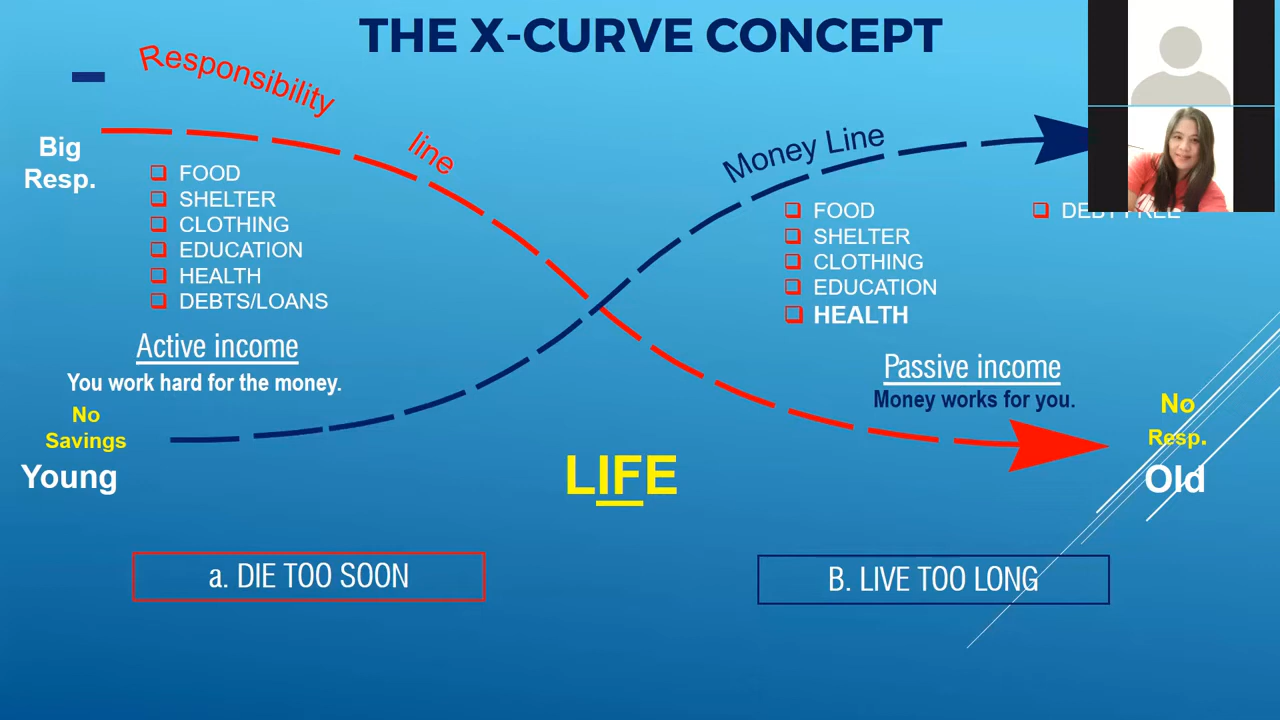 THE X-CURVE CONCEPT
Responsibility line
Money Line
Big
Resp.
FOOD
SHELTER
CLOTHING
EDUCATION
HEALTH
DEBTS/LOANS
Active income
You work hard for the money.
No
Savings
Young
FOOD
SHELTER
CLOTHING
EDUCATION
HEALTH
DEBT FREE
Passive income
Money works for you.
No
Resp.
Old
LIFE
a. DIE TOO SOON
B. LIVE TOO LONG